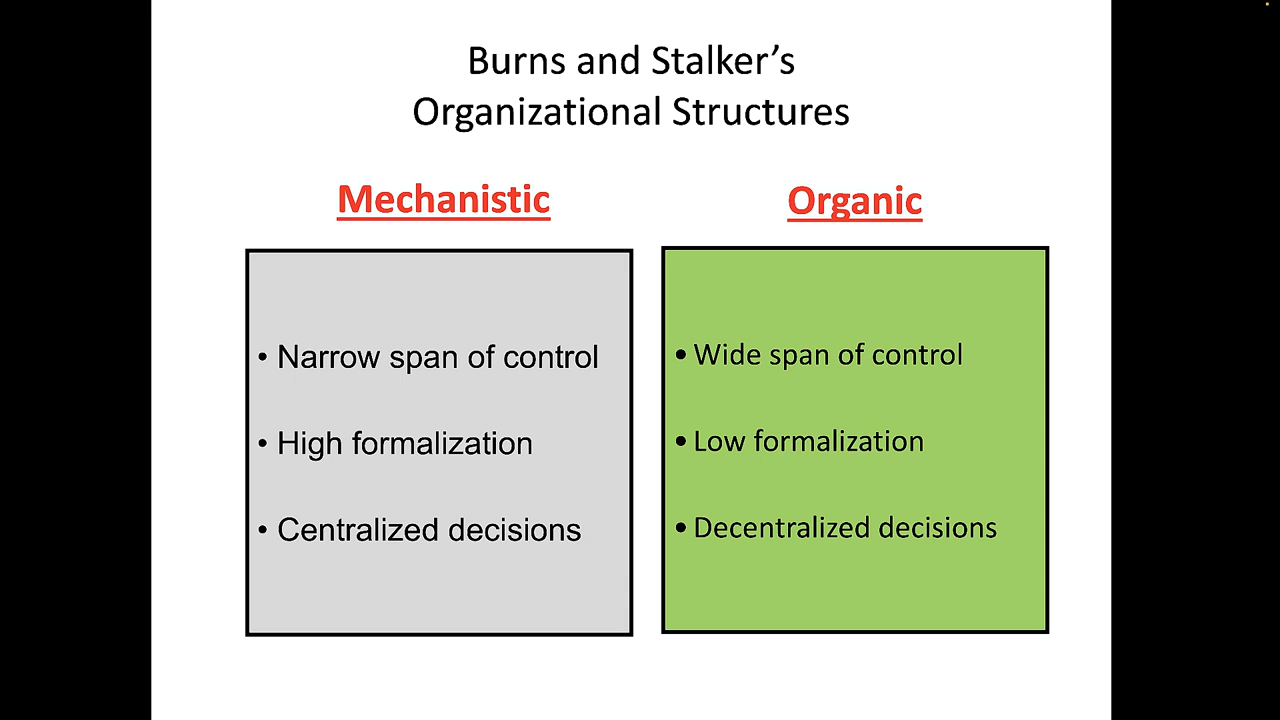 Burns and Stalker’s
Organizational Structures
Mechanistic
• Narrow span of control
• High formalization
• Centralized decisions
Organic
• Wide span of control
• Low formalization
• Decentralized decisions